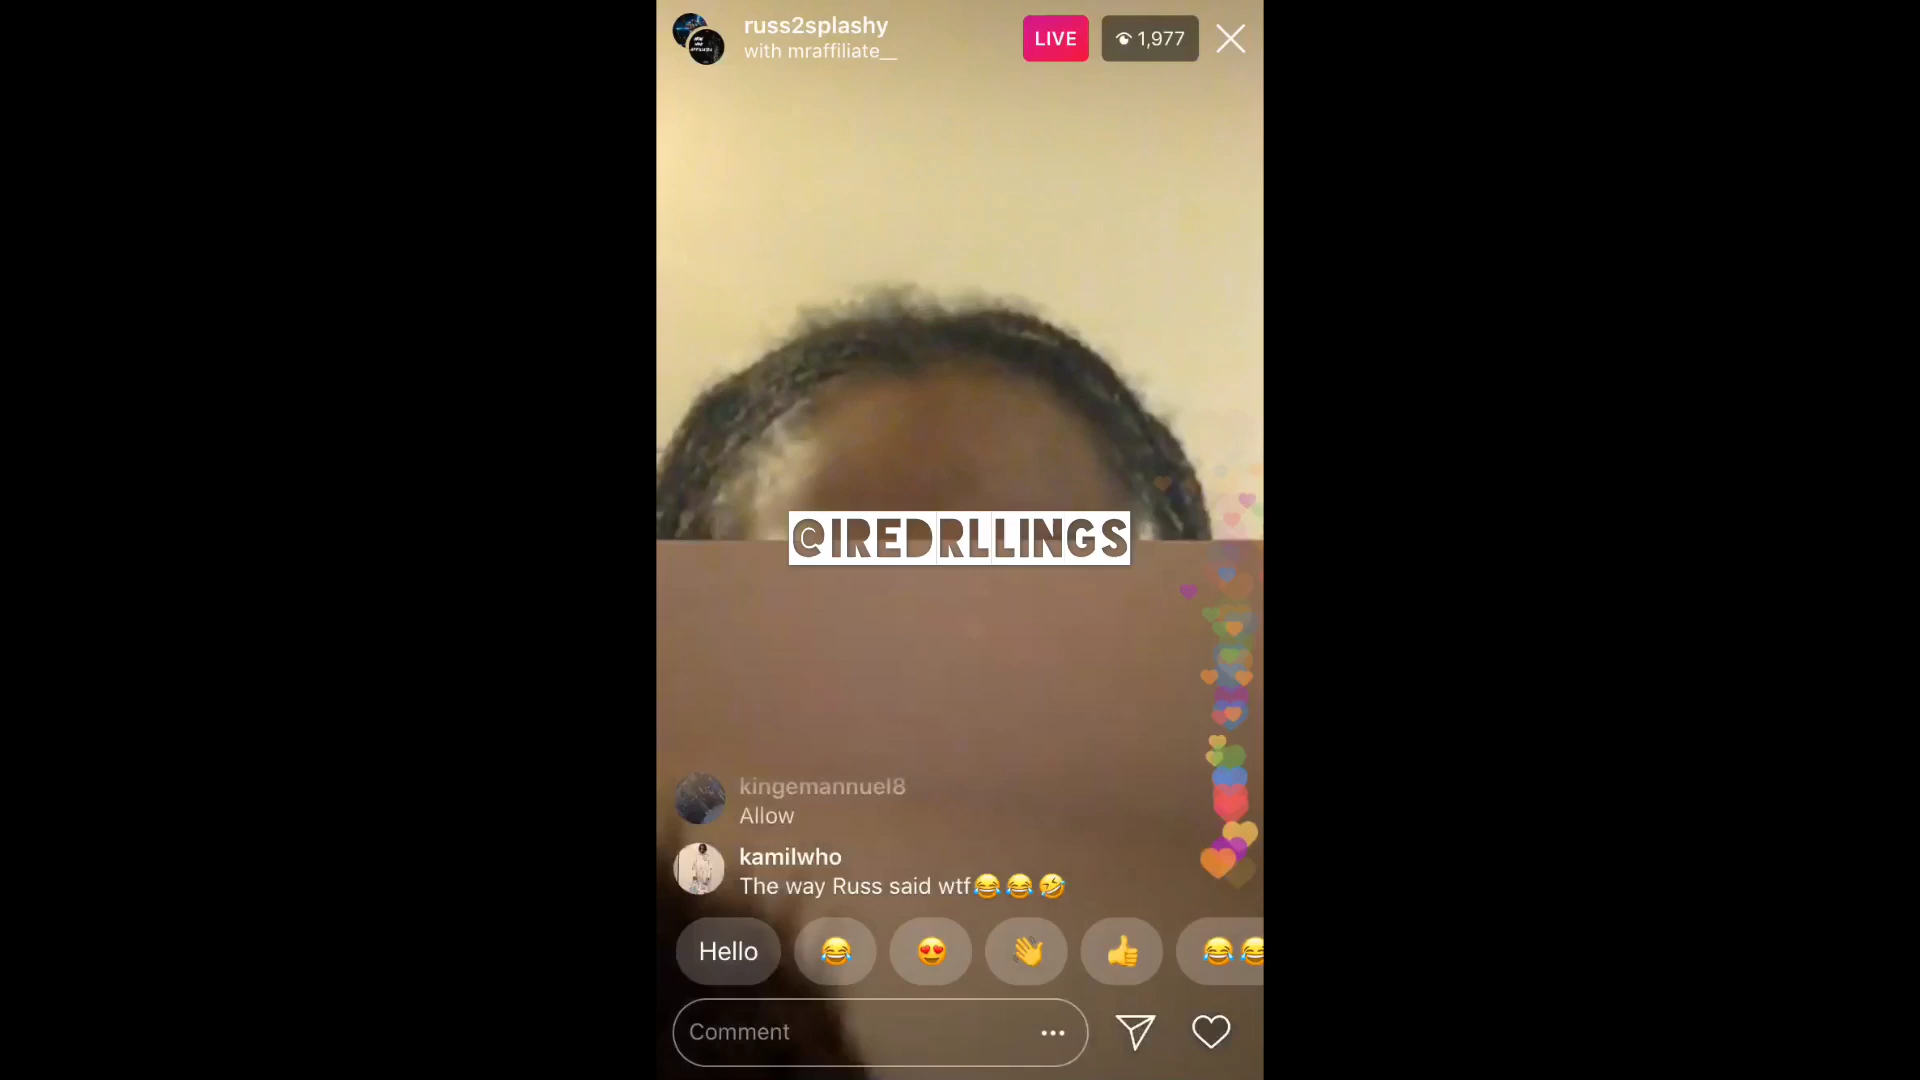 russ2splashy
with mraffiliate__
LIVE
1,977
@IREDRLLINGS
kingemannuel8
Allow
kamilwho
The way Russ said wtf😂😂🤣
Hello
Comment